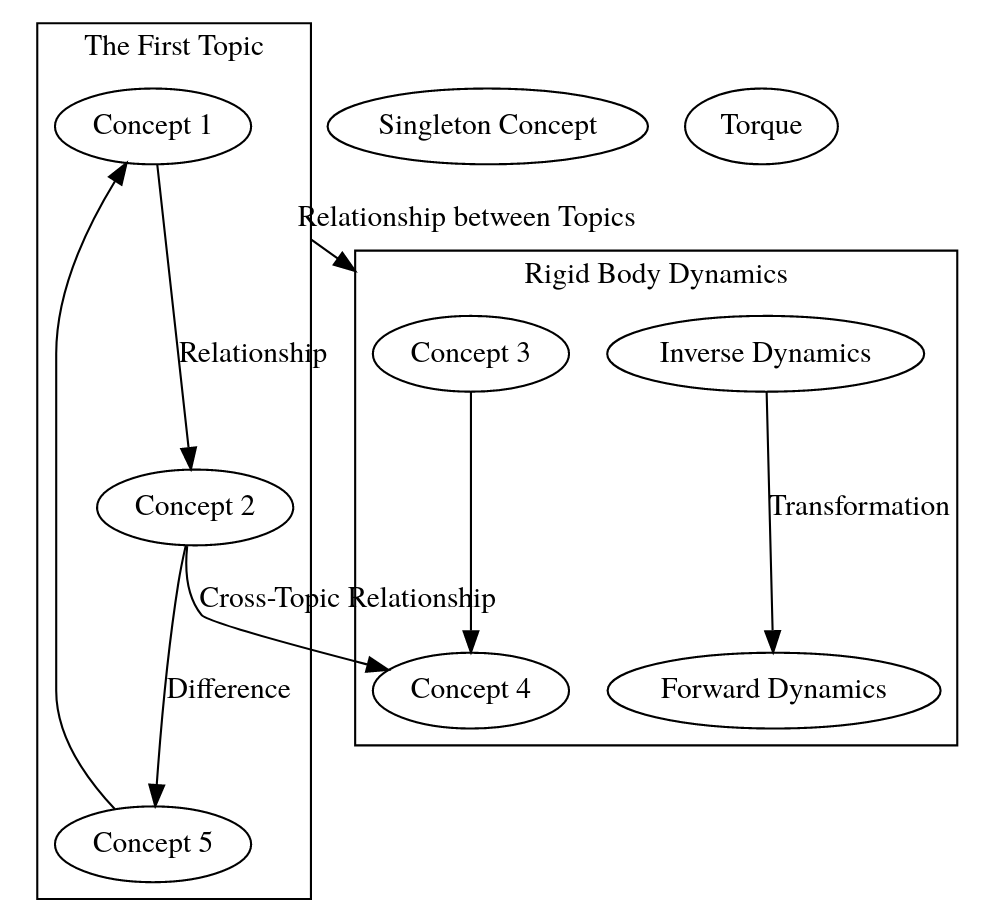 The First Topic
Concept 1
Singleton Concept
Torque
Relationship between Topics
Rigid Body Dynamics
Relationship
Concept 3
Inverse Dynamics
Concept 2
Transformation
Cross-Topic Relationship
Difference
Concept 4
Forward Dynamics
Concept 5